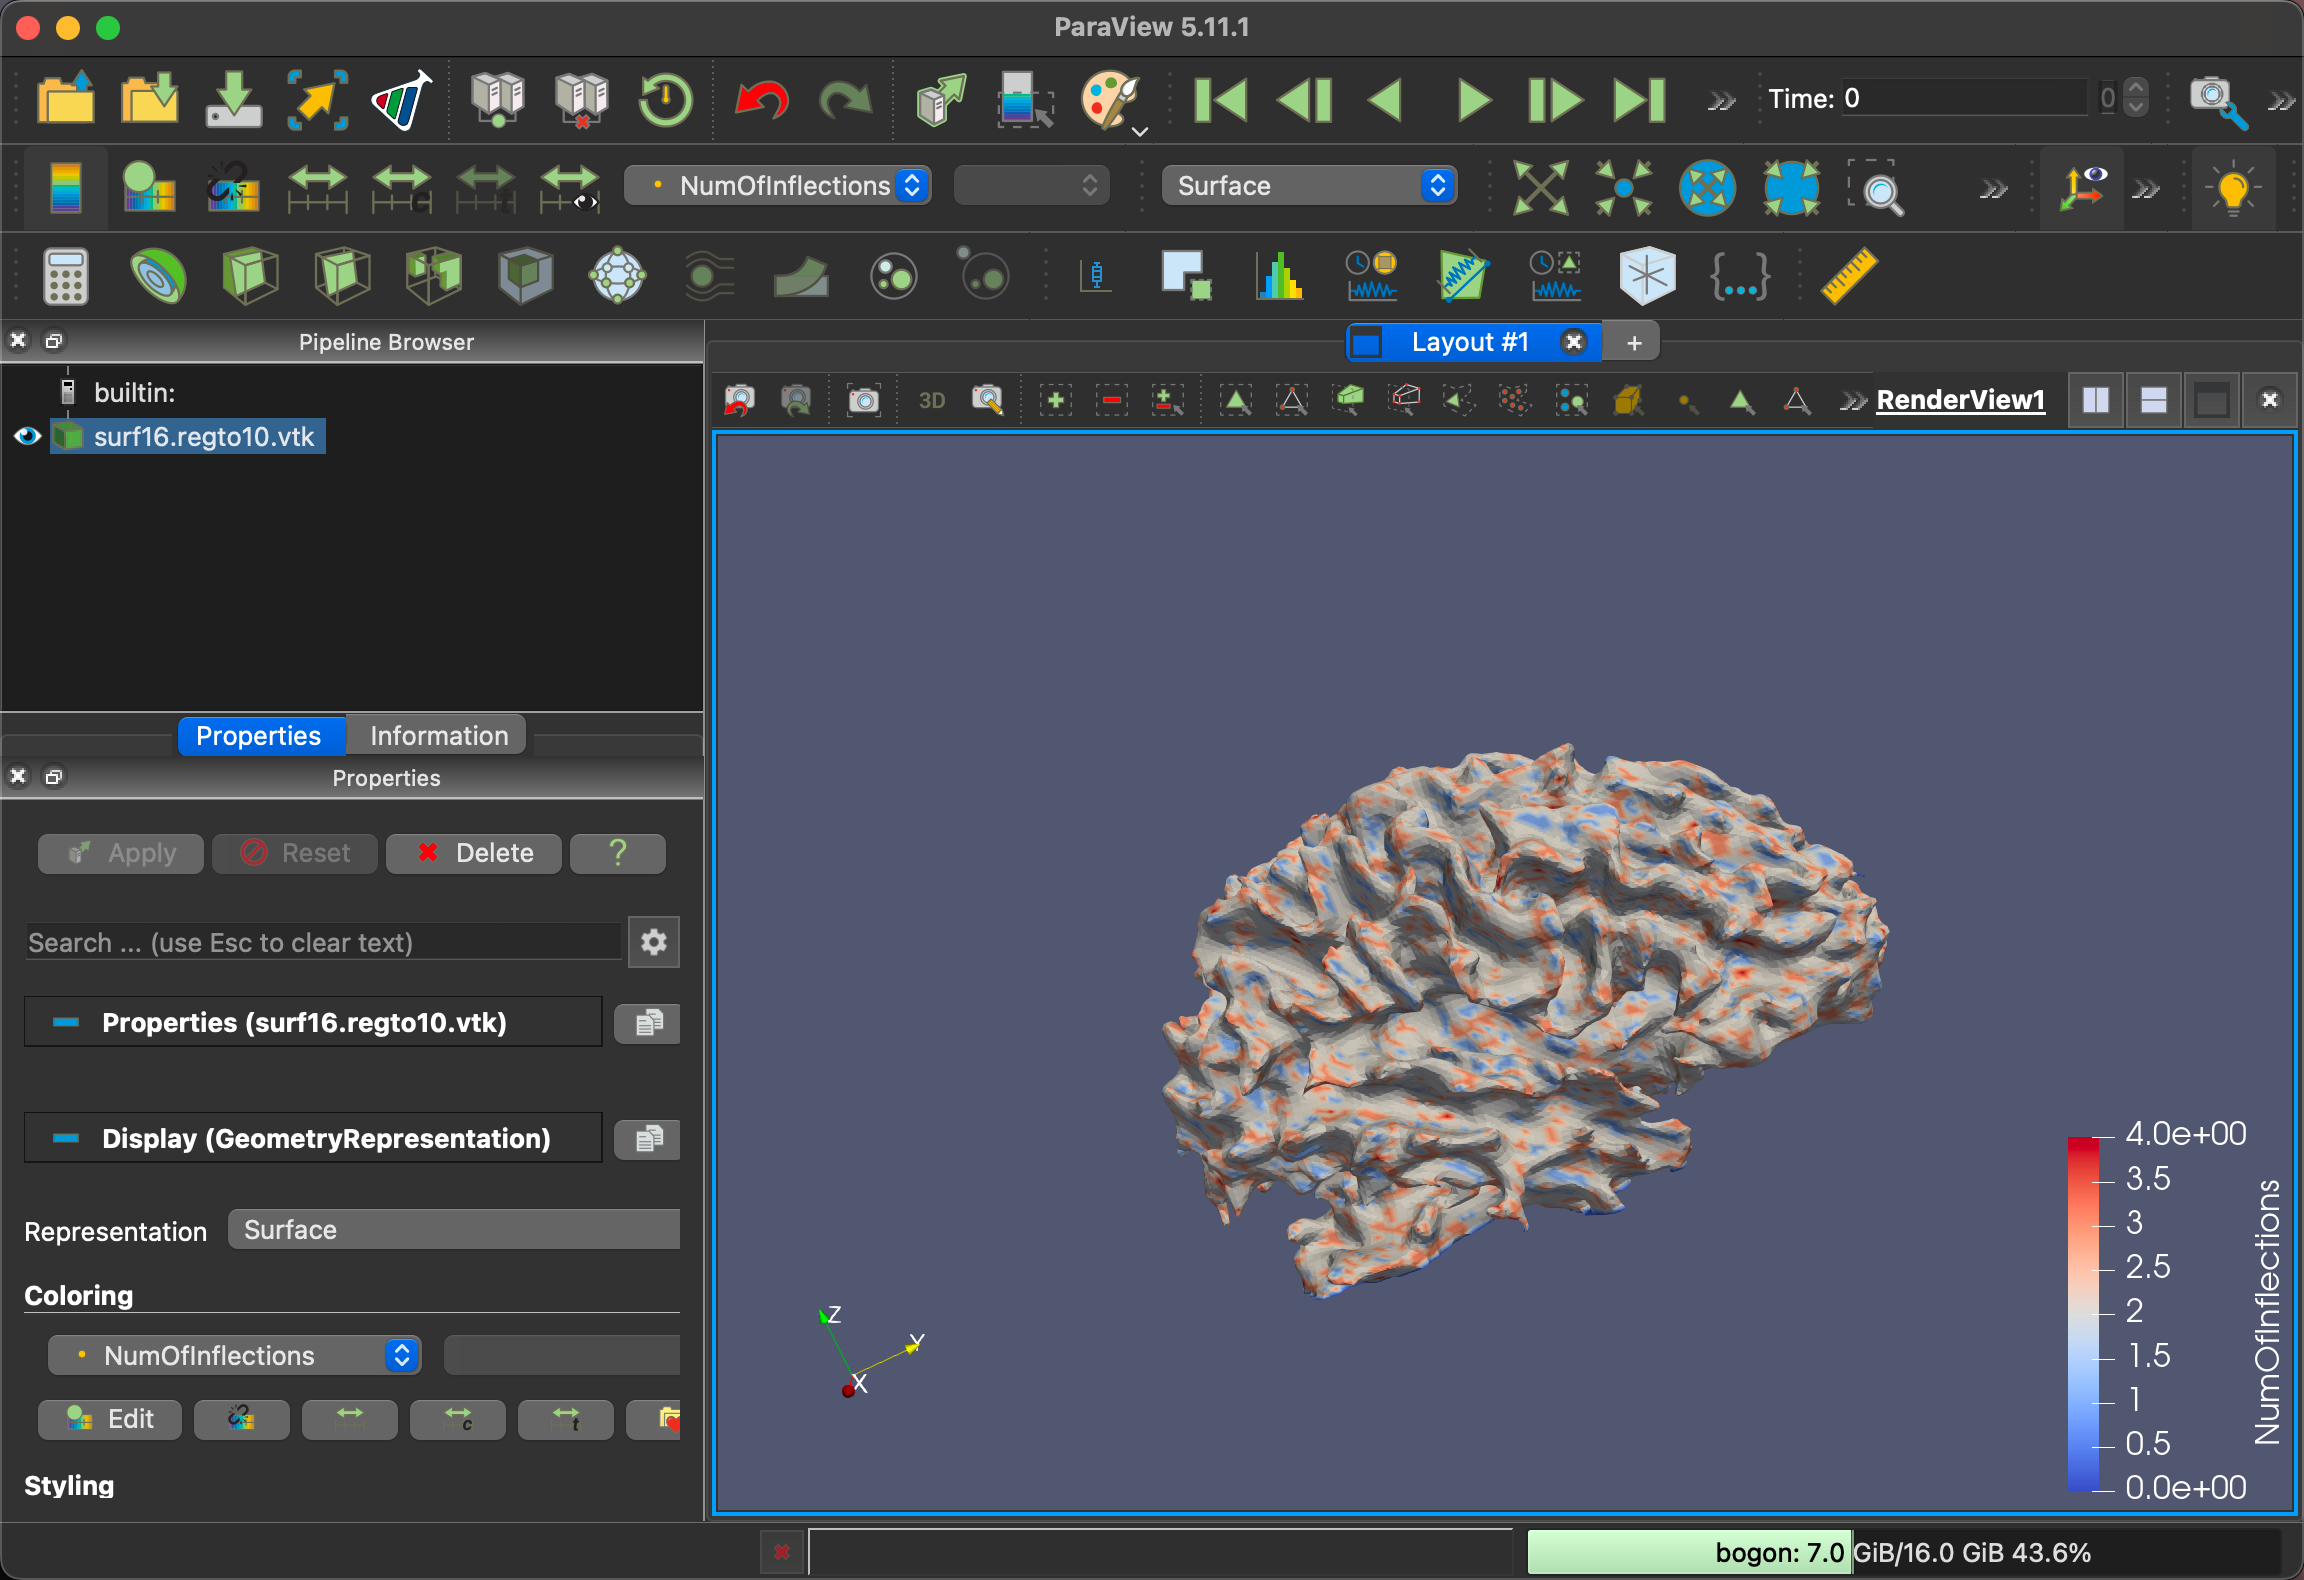 ParaView 5.11.1
Time: 0
0
NumOfInflections
Surface
Pipeline Browser
Layout #1
+
builtin:
3D
RenderView1
surf16.regto10.vtk
Properties
Information
Properties
Apply
Reset
Delete
?
Search ... (use Esc to clear text)
Properties (surf16.regto10.vtk)
Display (GeometryRepresentation)
Representation
Surface
Coloring
NumOfInflections
Edit
c
t
Styling
Z
Y
X
4.0e+00
3.5
3
2.5
2
1.5
1
0.5
0.0e+00
NumOfInflections
bogon: 7.0 GiB/16.0 GiB 43.6%